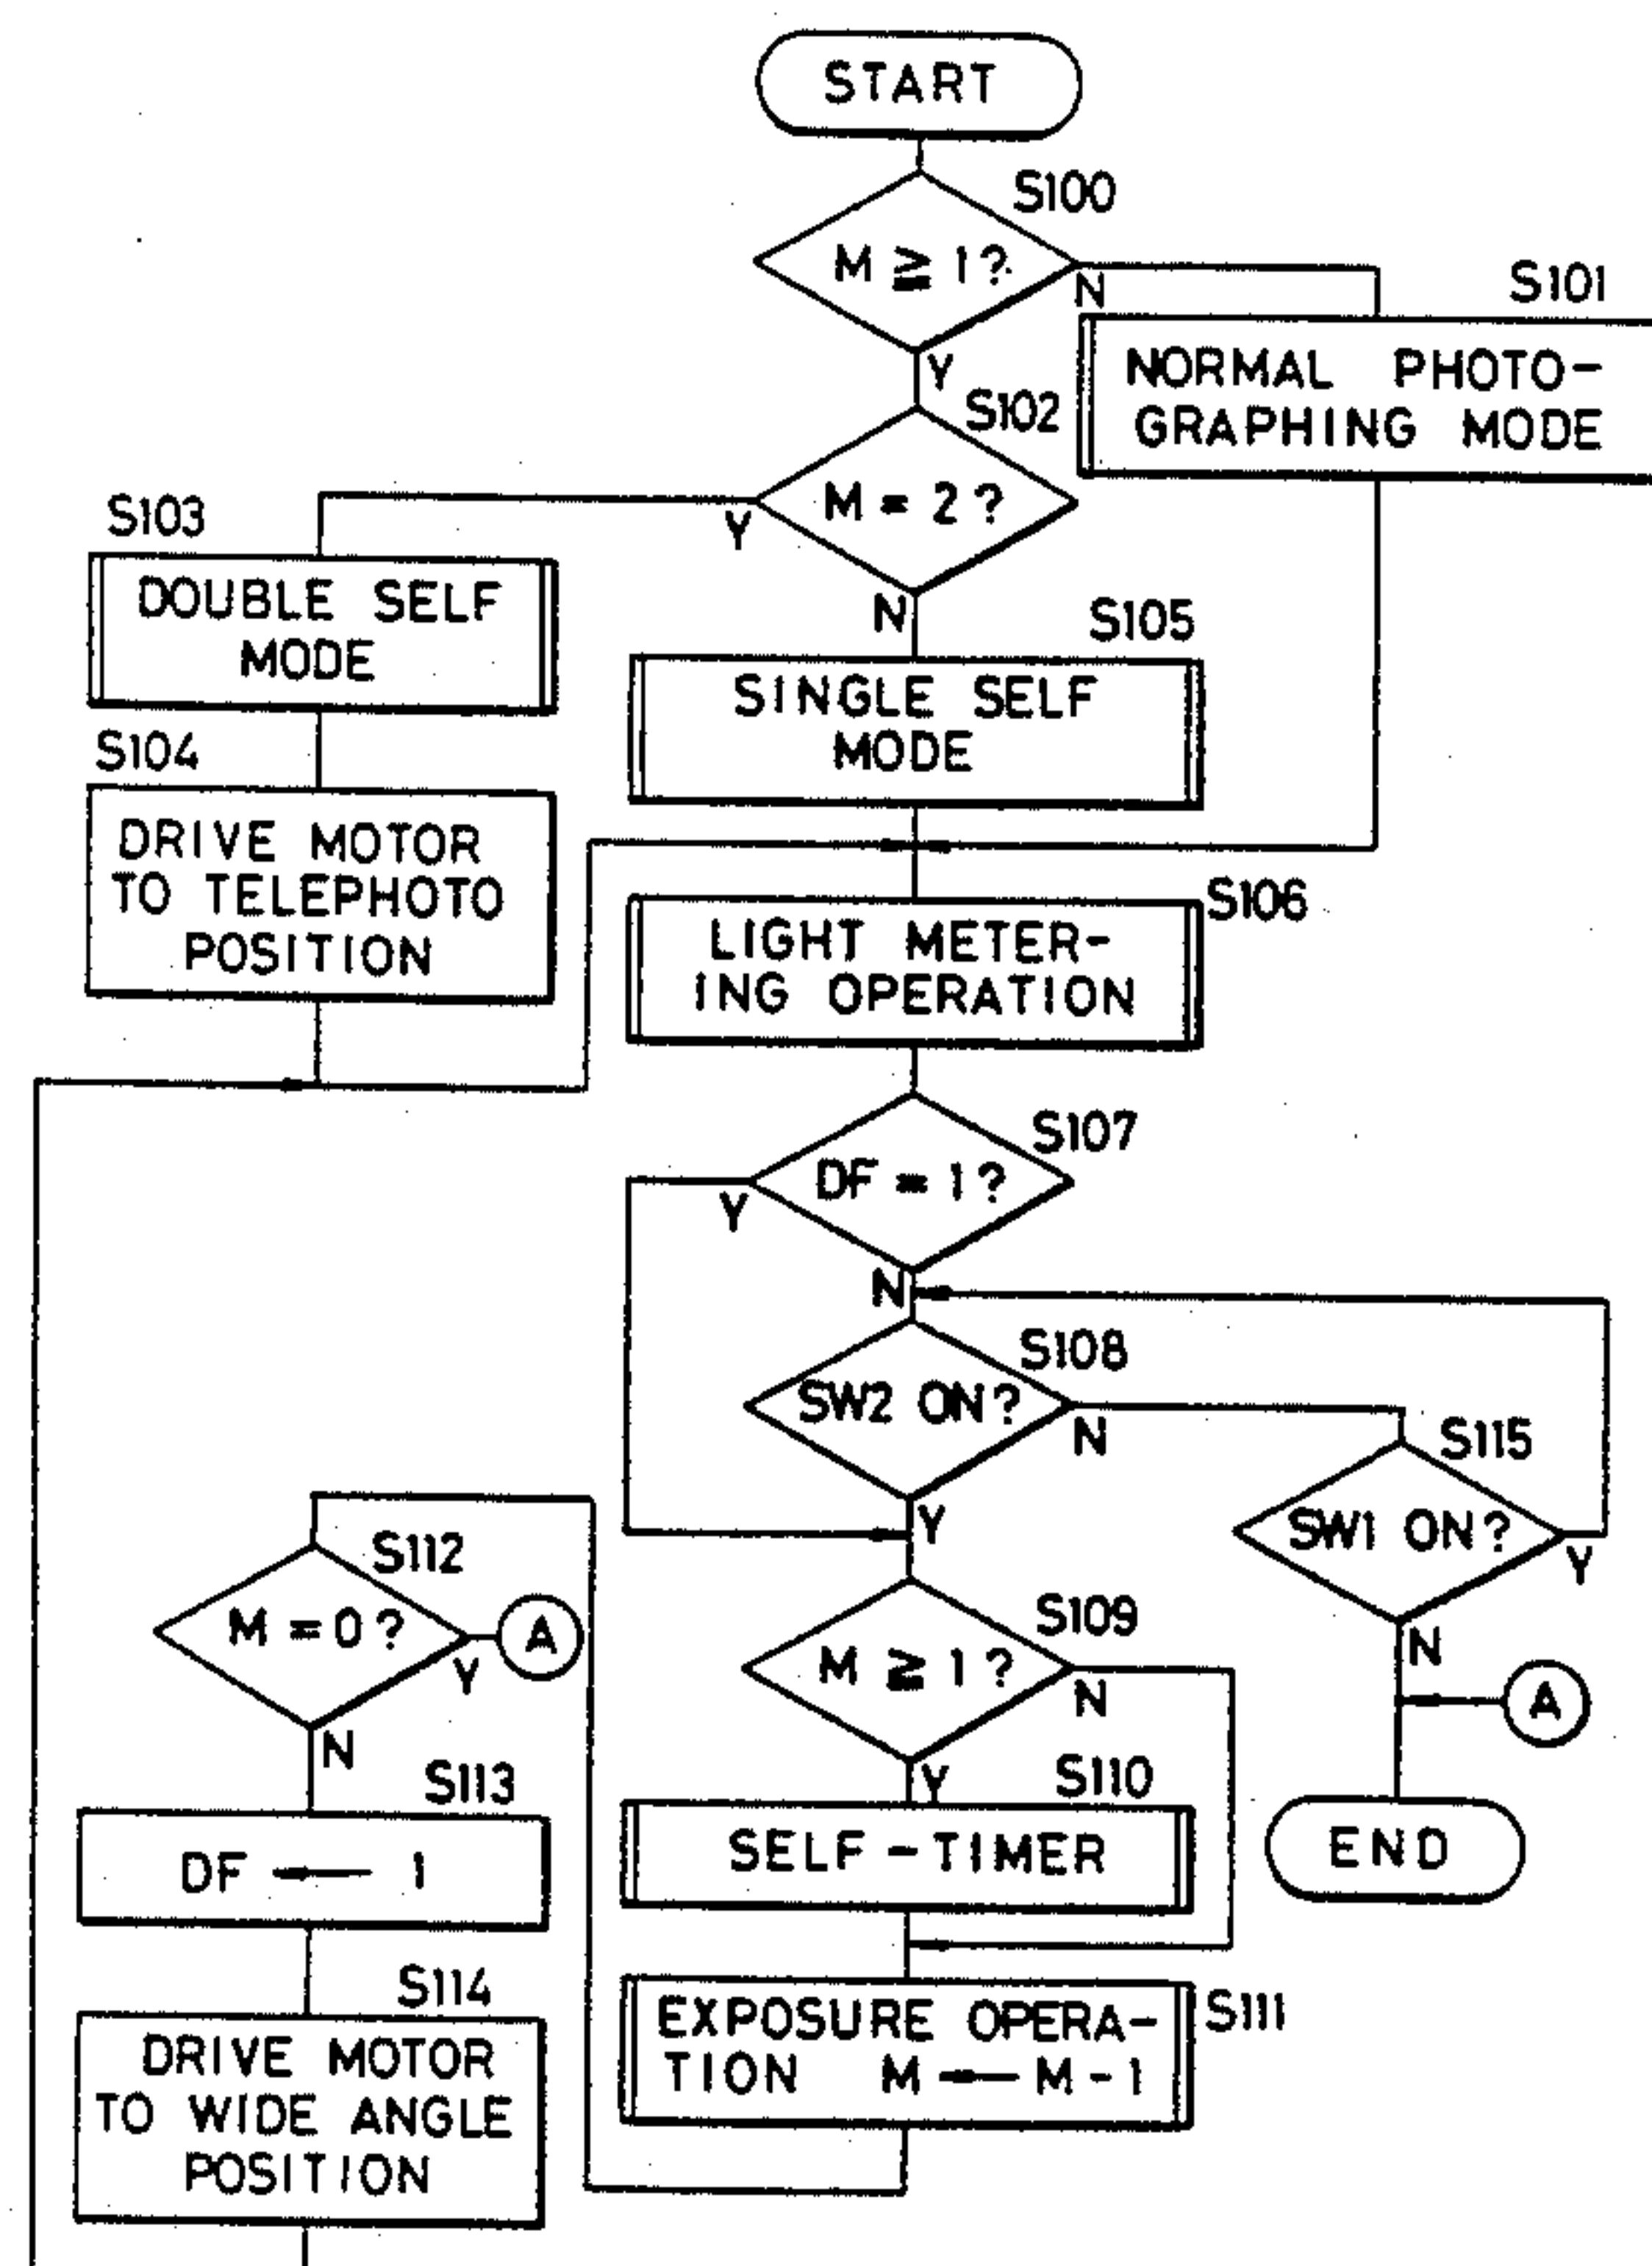 START
S100
M ≧ 1?
N
Y
S101
NORMAL PHOTO-
GRAPHING MODE
S102
M = 2?
Y
N
S103
DOUBLE SELF
MODE
S104
DRIVE MOTOR
TO TELEPHOTO
POSITION
S105
SINGLE SELF
MODE
S106
LIGHT METER-
ING OPERATION
S107
DF = 1?
Y
N
S108
SW2 ON?
N
Y
S115
SW1 ON?
Y
N
A
END
S109
M ≧ 1?
N
Y
S110
SELF-TIMER
S111
EXPOSURE OPERA-
TION M ← M-1
S112
M = 0?
Y
A
N
S113
DF ← 1
S114
DRIVE MOTOR
TO WIDE ANGLE
POSITION